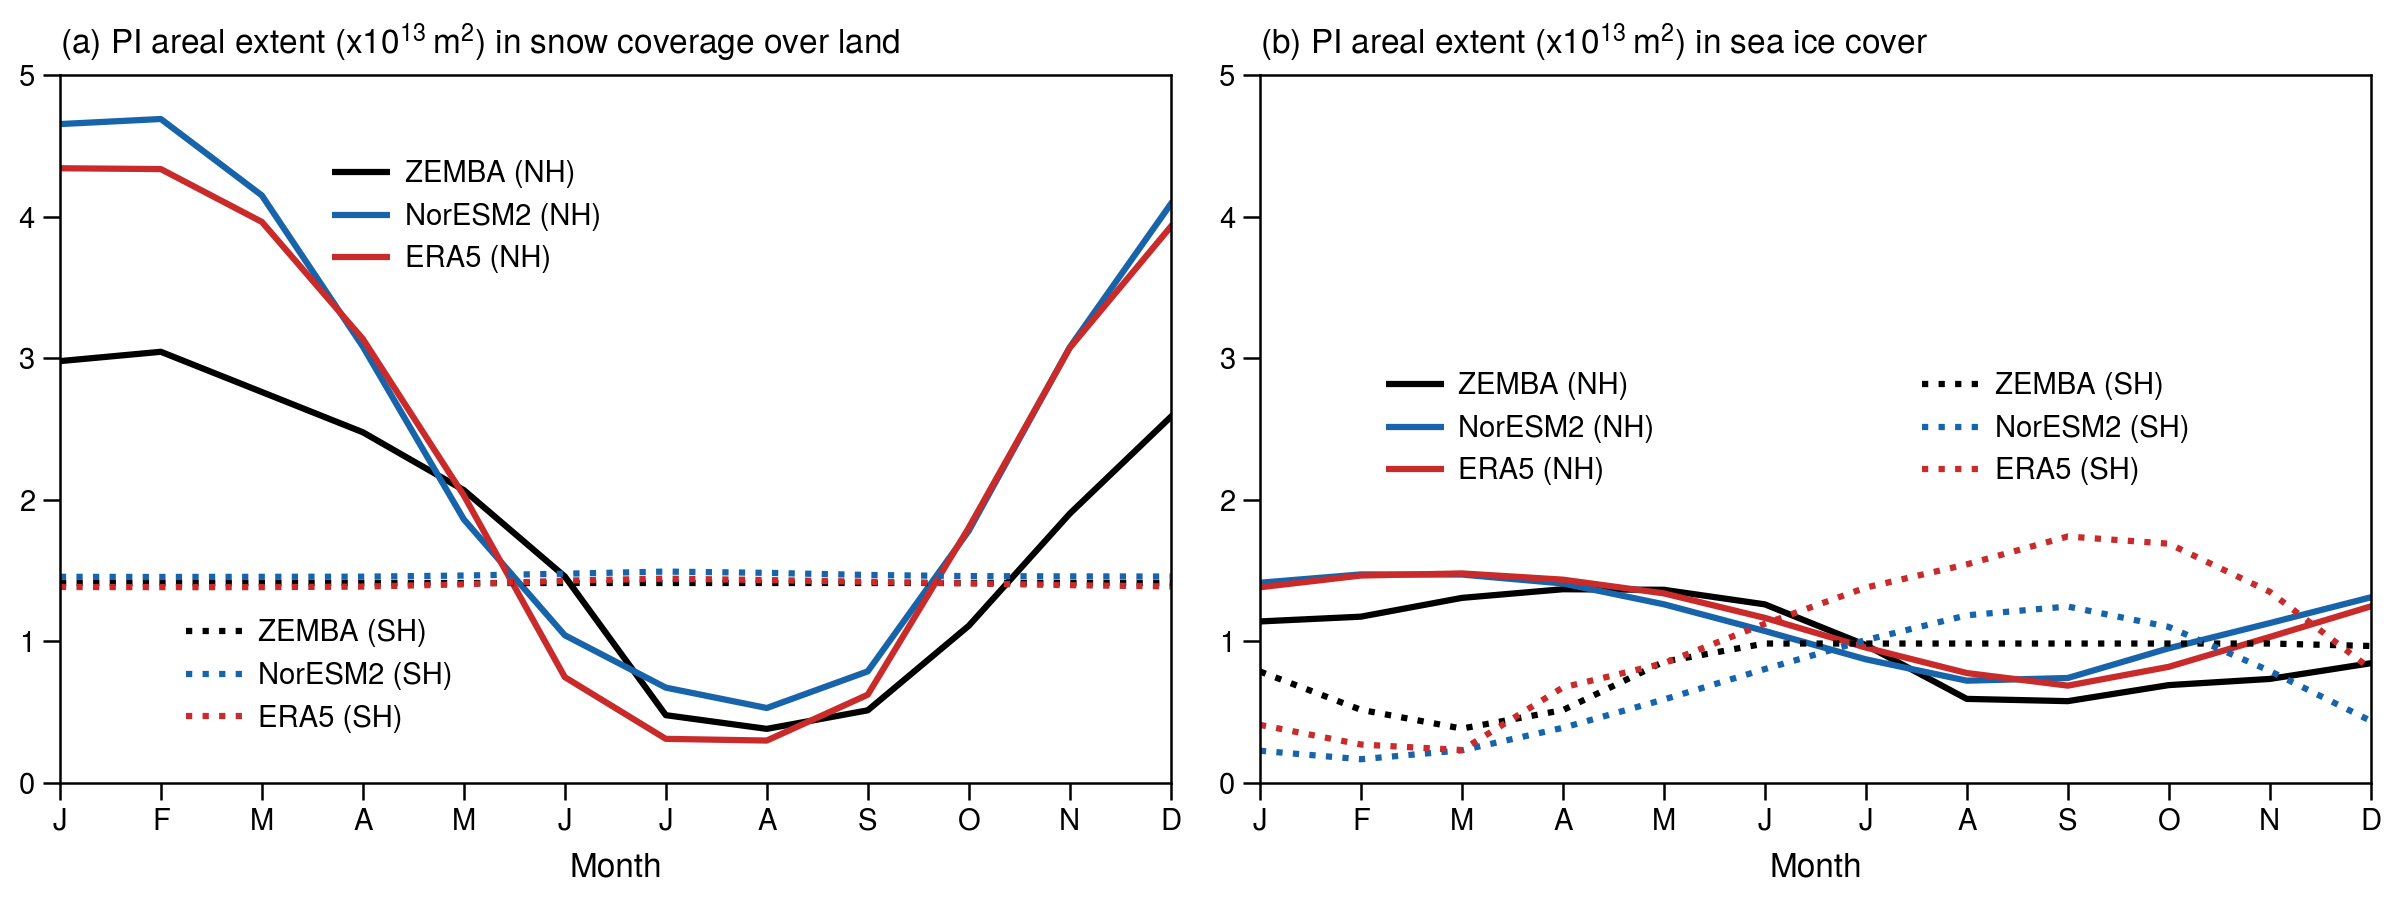 (a) PI areal extent (x10¹³ m²) in snow coverage over land
5
4
3
2
1
0
ZEMBA (NH)
NorESM2 (NH)
ERA5 (NH)
ZEMBA (SH)
NorESM2 (SH)
ERA5 (SH)
J F M A M J J A S O N D
Month
(b) PI areal extent (x10¹³ m²) in sea ice cover
5
4
3
2
1
0
ZEMBA (NH)
NorESM2 (NH)
ERA5 (NH)
ZEMBA (SH)
NorESM2 (SH)
ERA5 (SH)
J F M A M J J A S O N D
Month